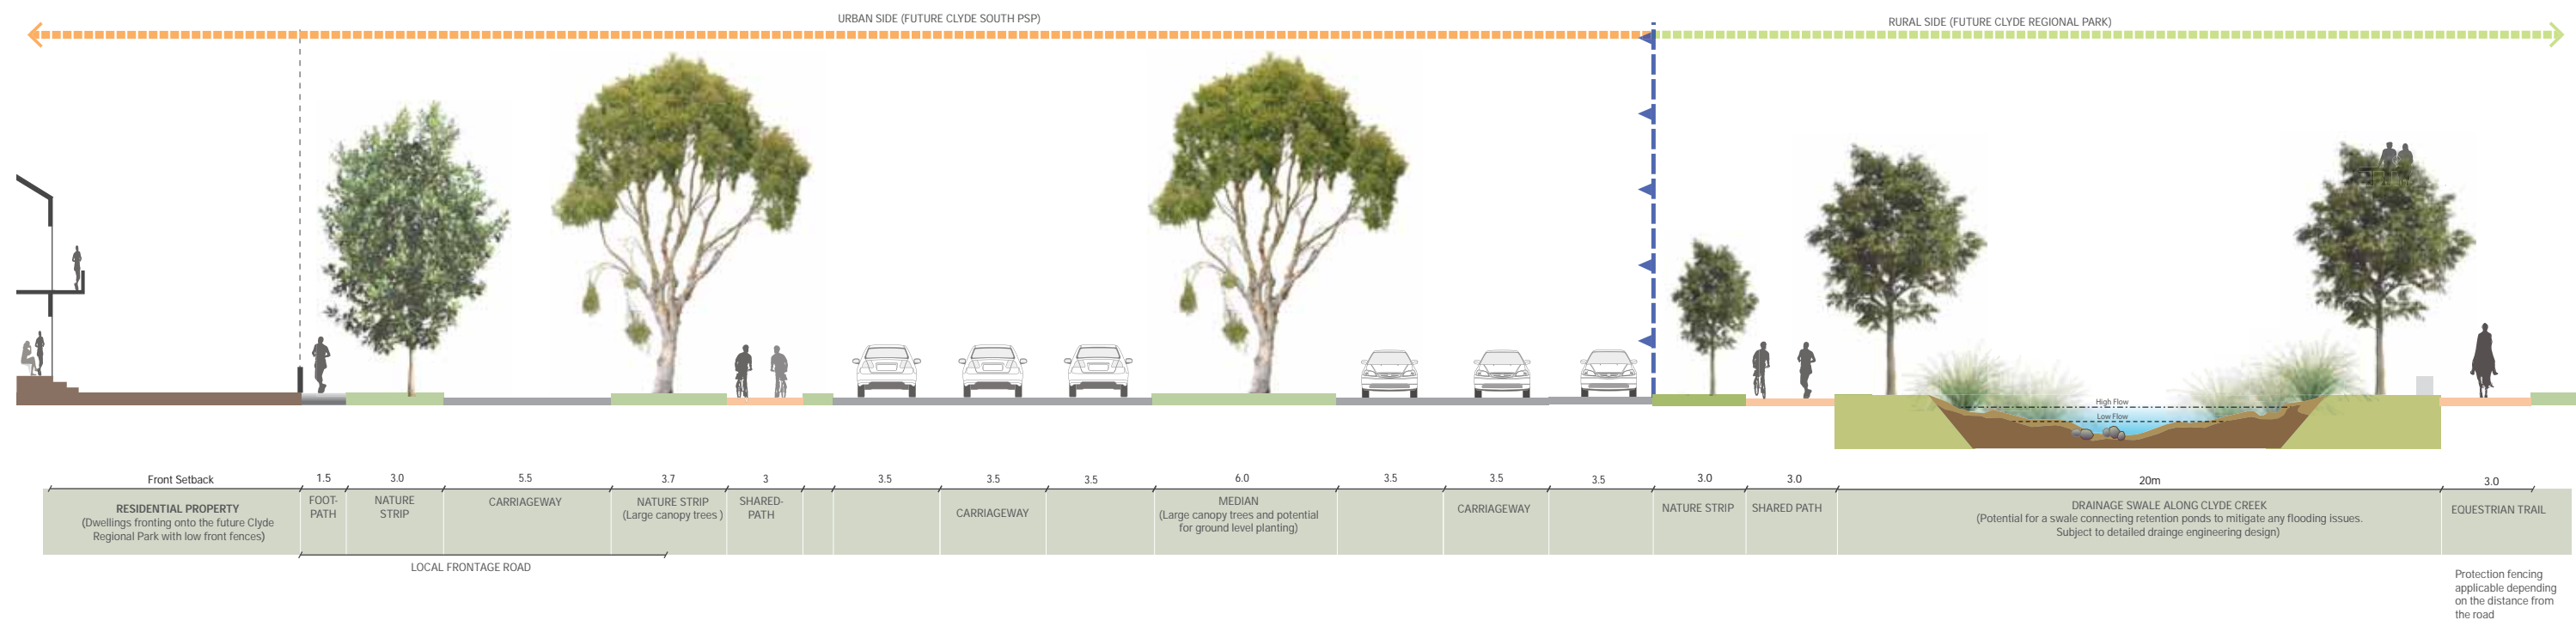 URBAN SIDE (FUTURE CLYDE SOUTH PSP)
RURAL SIDE (FUTURE CLYDE REGIONAL PARK)
High Flow
Low Flow
Front Setback
1.5
3.0
5.5
3.7
3
3.5
3.5
3.5
6.0
3.5
3.5
3.5
3.0
3.0
20m
3.0
RESIDENTIAL PROPERTY
(Dwellings fronting onto the future Clyde
Regional Park with low front fences)
FOOT-
PATH
NATURE
STRIP
CARRIAGEWAY
NATURE STRIP
(Large canopy trees )
SHARED-
PATH
CARRIAGEWAY
MEDIAN
(Large canopy trees and potential
for ground level planting)
CARRIAGEWAY
NATURE STRIP
SHARED PATH
DRAINAGE SWALE ALONG CLYDE CREEK
(Potential for a swale connecting retention ponds to mitigate any flooding issues.
Subject to detailed drainge engineering design)
EQUESTRIAN TRAIL
LOCAL FRONTAGE ROAD
Protection fencing
applicable depending
on the distance from
the road